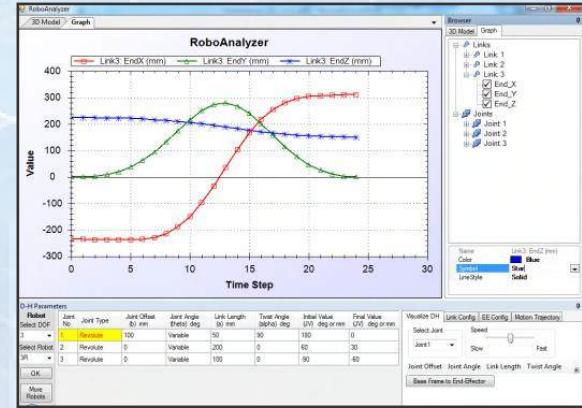 RoboAnalyzer
3D Model Graph
RoboAnalyzer
Link3: EndX (mm) Link3: EndY (mm) Link3: EndZ (mm)
400
300
200
100
0
-100
-200
-300
Value
0 5 10 15 20 25 30
Time Step
Browser
3D Model Graph
Links
Link 1
Link 2
Link 3
End_X
End_Y
End_Z
Joints
Joint 1
Joint 2
Joint 3
Name Link3: EndZ (mm)
Color Blue
Symbol Star
LineStyle Solid
D-H Parameters
Robot
Select DOF
3
Select Robot
3R
OK
More
Robots
Joint No Joint Type Joint Offset (b) mm Joint Angle (theta) deg Link Length (a) mm Twist Angle (alpha) deg Initial Value (JV) deg or mm Final Value (JV) deg or mm
1 Revolute 100 Variable 50 90 180 0
2 Revolute 0 Variable 200 0 60 30
3 Revolute 0 Variable 100 0 -90 -60
Visualize DH Link Config EE Config Motion Trajectory
Select Joint Speed
Joint1 Slow Fast
Joint Offset Joint Angle Link Length Twist Angle
Base Frame to End-Effector